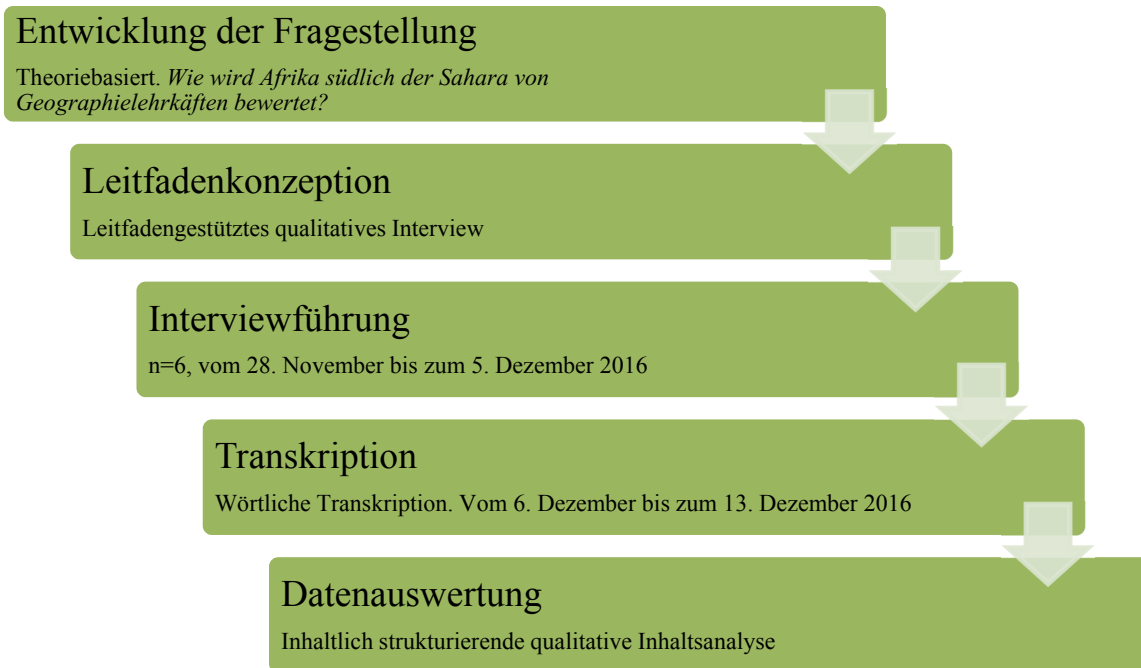 Entwicklung der Fragestellung
Theoriebasiert. Wie wird Afrika südlich der Sahara von
Geographielehrkäften bewertet?
Leitfadenkonzeption
Leitfadengestütztes qualitatives Interview
Interviewführung
n=6, vom 28. November bis zum 5. Dezember 2016
Transkription
Wörtliche Transkription. Vom 6. Dezember bis zum 13. Dezember 2016
Datenauswertung
Inhaltlich strukturierende qualitative Inhaltsanalyse